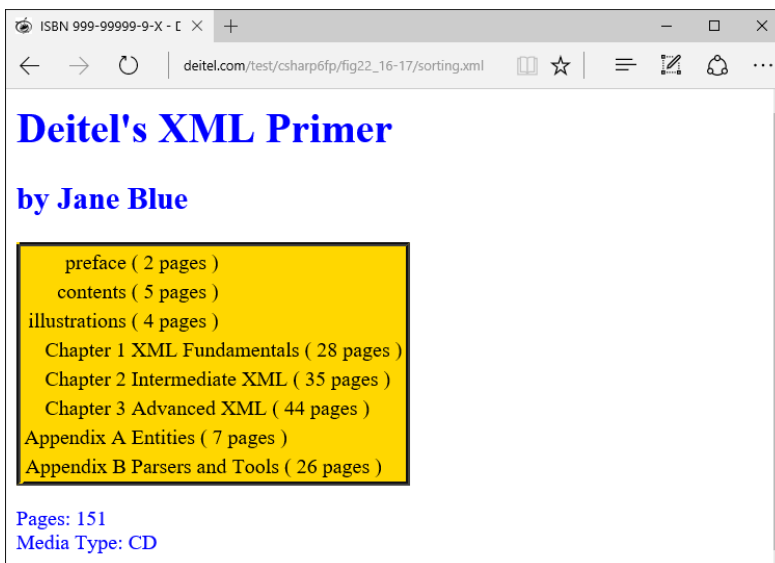 ISBN 999-99999-9-X - D
deitel.com/test/csharp6fp/fig22_16-17/sorting.xml
Deitel's XML Primer
by Jane Blue
preface ( 2 pages )
contents ( 5 pages )
illustrations ( 4 pages )
Chapter 1 XML Fundamentals ( 28 pages )
Chapter 2 Intermediate XML ( 35 pages )
Chapter 3 Advanced XML ( 44 pages )
Appendix A Entities ( 7 pages )
Appendix B Parsers and Tools ( 26 pages )
Pages: 151
Media Type: CD